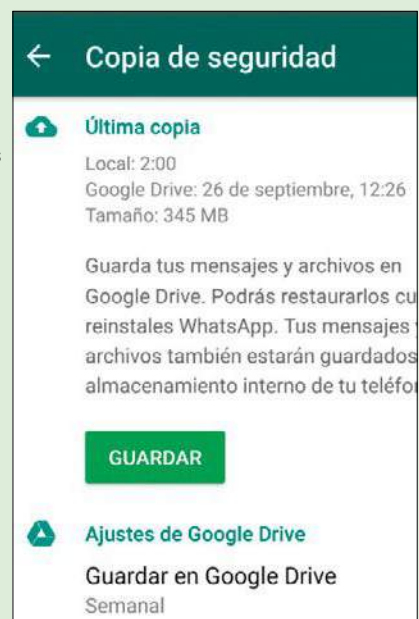 Copia de seguridad
Última copia
Local: 2:00
Google Drive: 26 de septiembre, 12:26
Tamaño: 345 MB
Guarda tus mensajes y archivos en
Google Drive. Podrás restaurarlos cu
reinstales WhatsApp. Tus mensajes
archivos también estarán guardados
almacenamiento interno de tu teléfo
GUARDAR
Ajustes de Google Drive
Guardar en Google Drive
Semanal